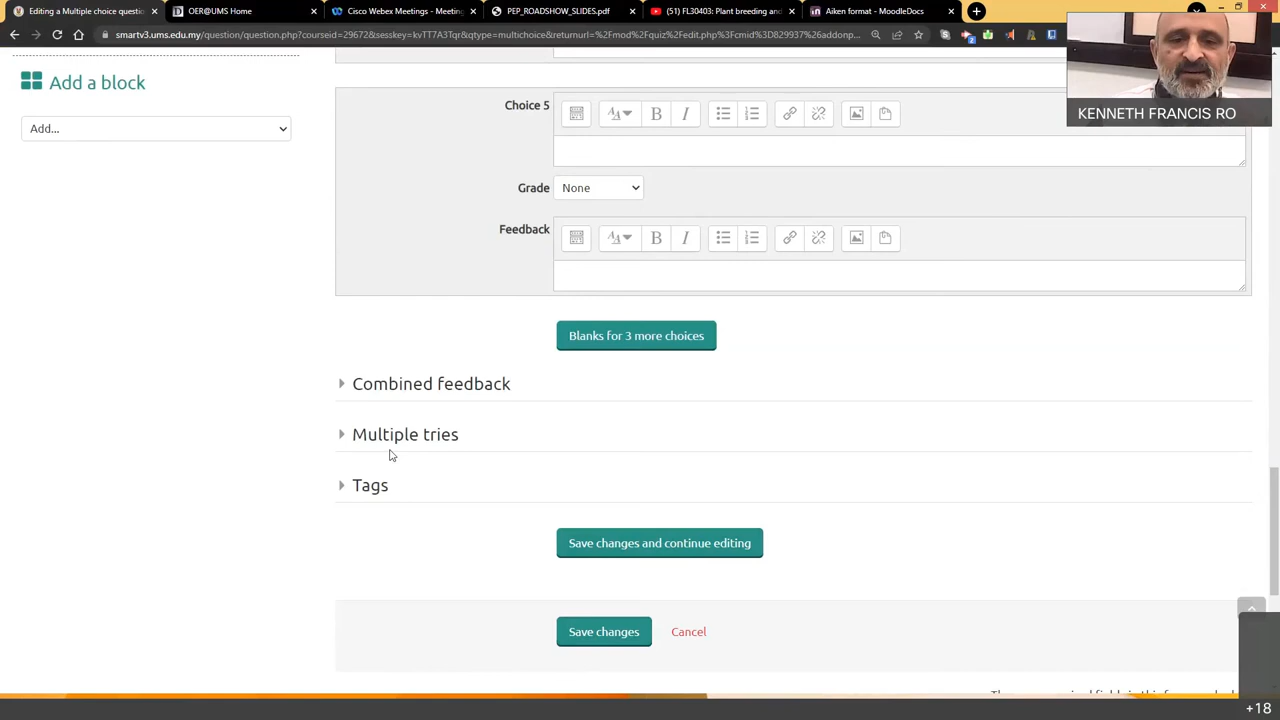 Editing a Multiple choice questio
OER@UMS Home
Cisco Webex Meetings - Meeting
PEP_ROADSHOW_SLIDES.pdf
(51) FL30403: Plant breeding and
Aiken format - MoodleDocs
smartv3.ums.edu.my/question/question.php?courseid=29672&sesskey=kvTT7A3Tqr&qtype=multichoice&returnurl=%2Fmod%2Fquiz%2Fedit.php%3Fcmid%3D829937%26addonp...
Add a block
Add...
Choice 5
Grade
None
Feedback
Blanks for 3 more choices
Combined feedback
Multiple tries
Tags
Save changes and continue editing
Save changes
Cancel
KENNETH FRANCIS RO
+18